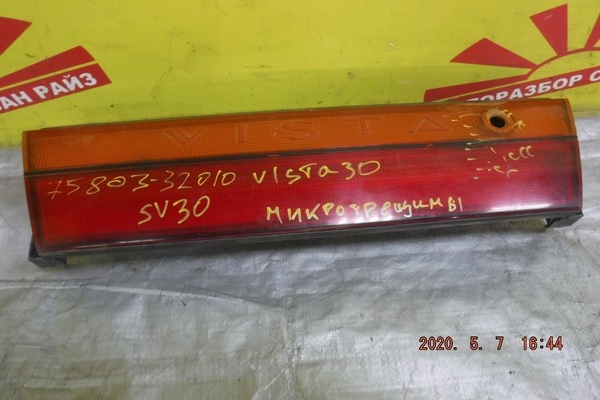 АН РАЙЗ
ОРАЗБОР С
VISTA
75803-32010 VISTA 30
SV30 МИКРОТРЕЩИНЫ
2020. 5. 7 16:44